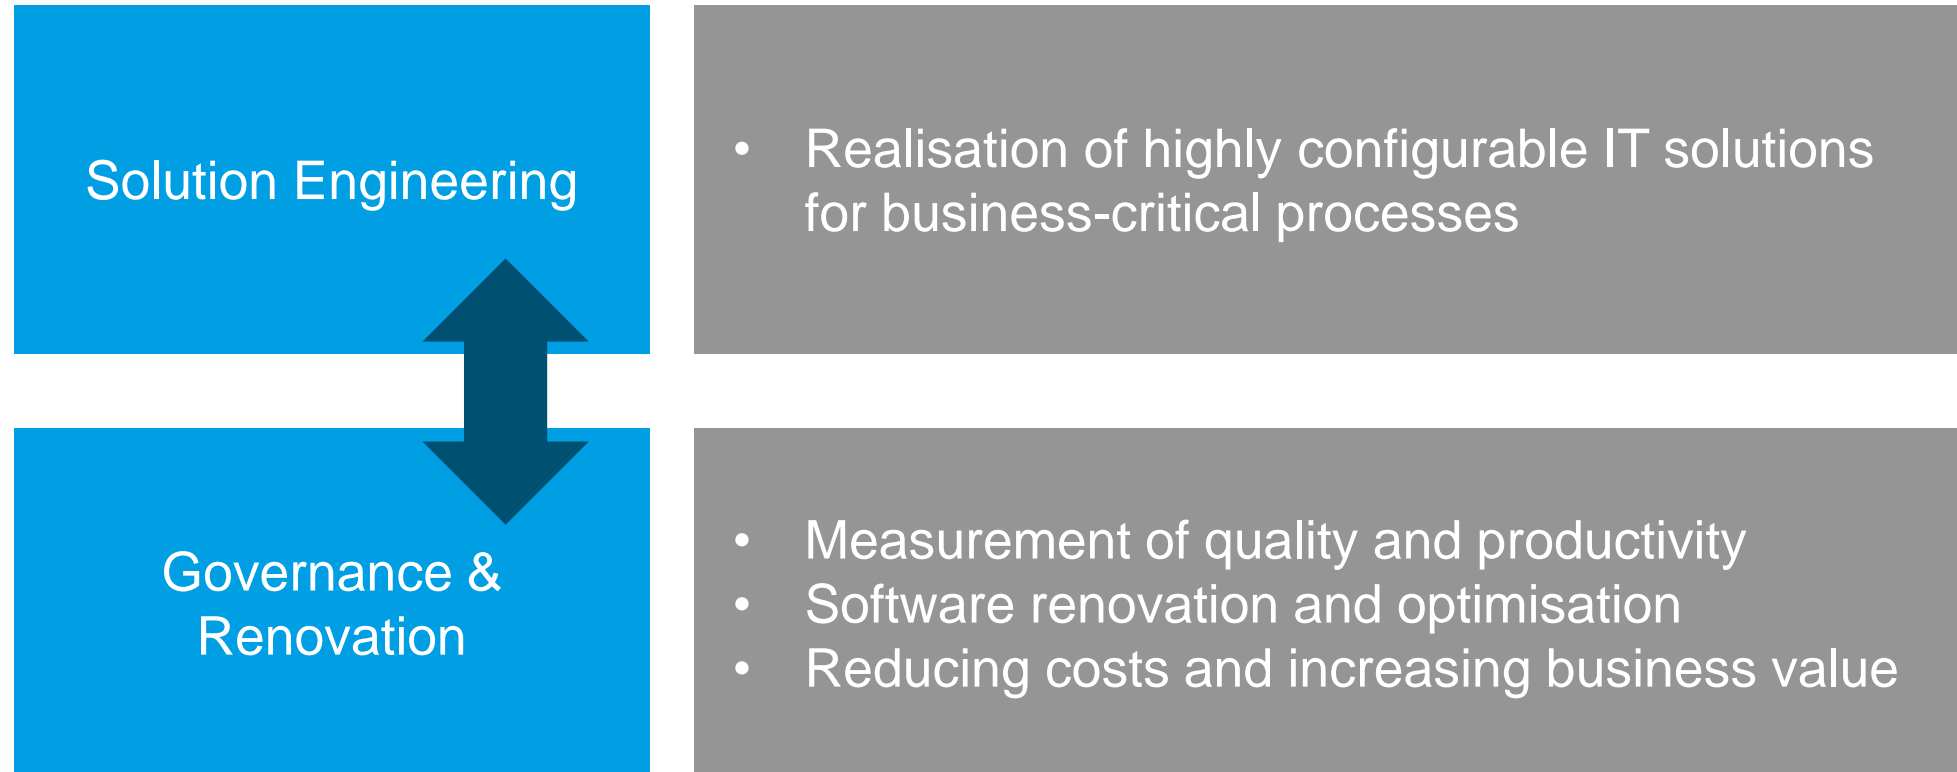 Solution Engineering
• Realisation of highly configurable IT solutions
for business-critical processes
Governance &
Renovation
• Measurement of quality and productivity
• Software renovation and optimisation
• Reducing costs and increasing business value